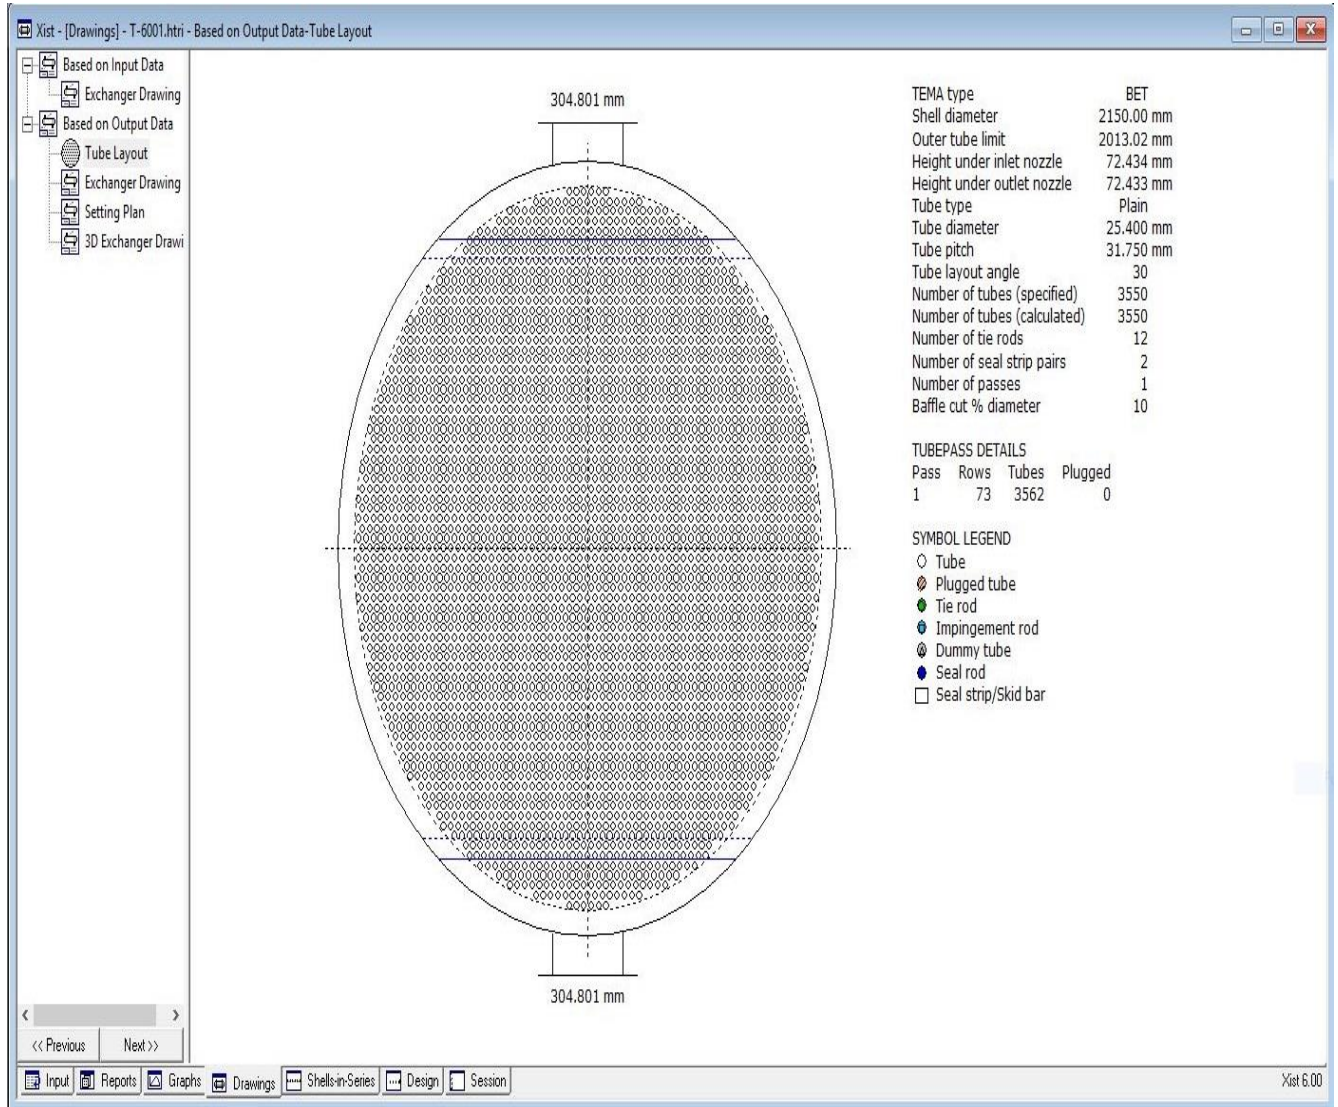 Xist - [Drawings] - T-6001.htri - Based on Output Data-Tube Layout
Based on Input Data
Exchanger Drawing
Based on Output Data
Tube Layout
Exchanger Drawing
Setting Plan
3D Exchanger Drawi
<< Previous
Next >>
304.801 mm
304.801 mm
TEMA type BET
Shell diameter 2150.00 mm
Outer tube limit 2013.02 mm
Height under inlet nozzle 72.434 mm
Height under outlet nozzle 72.433 mm
Tube type Plain
Tube diameter 25.400 mm
Tube pitch 31.750 mm
Tube layout angle 30
Number of tubes (specified) 3550
Number of tubes (calculated) 3550
Number of tie rods 12
Number of seal strip pairs 2
Number of passes 1
Baffle cut % diameter 10
TUBEPASS DETAILS
Pass Rows Tubes Plugged
1 73 3562 0
SYMBOL LEGEND
Tube
Plugged tube
Tie rod
Impingement rod
Dummy tube
Seal rod
Seal strip/Skid bar
Input Reports Graphs Drawings Shells-in-Series Design Session
Xist 6.00